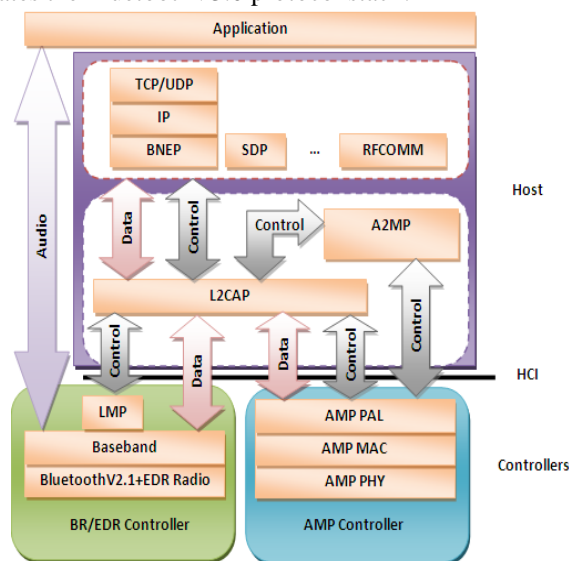 Application
TCP/UDP
IP
BNEP
SDP
...
RFCOMM
Host
Audio
Data
Control
Control
A2MP
L2CAP
Control
Data
Data
Control
Control
HCI
LMP
Baseband
BluetoothV2.1+EDR Radio
BR/EDR Controller
AMP PAL
AMP MAC
AMP PHY
AMP Controller
Controllers